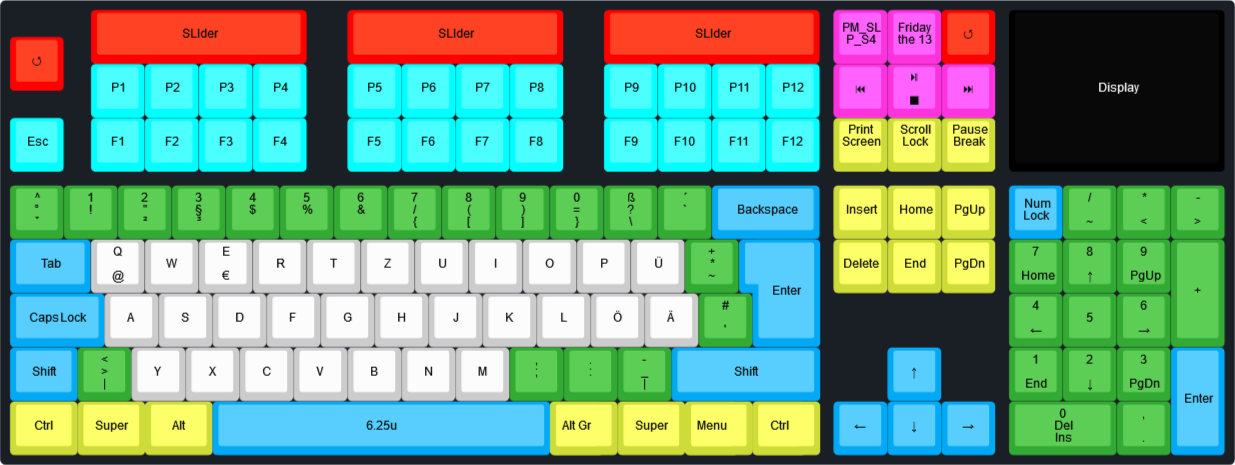 SLIder SLIder SLIder PM_SL Friday ↺
P_S4 the 13
↺ Display
P1 P2 P3 P4 P5 P6 P7 P8 P9 P10 P11 P12 ⏮ ⏯ ⏭
■
Esc F1 F2 F3 F4 F5 F6 F7 F8 F9 F10 F11 F12 Print Scroll Pause
Screen Lock Break
^ 1 2 3 4 5 6 7 8 9 0 ß ´ Backspace Insert Home PgUp Num / * -
° ! " § $ % & / ( ) = ? ` Lock
² ³ { [ ] } \ ~ < >
Tab Q W E R T Z U I O P Ü + Enter Delete End PgDn 7 8 9 +
@ € * Home ↑ PgUp
~
Caps Lock A S D F G H J K L Ö Ä # 4 5 6
' ← →
Shift < Y X C V B N M ; : - Shift ↑ 1 2 3 Enter
> , . _ End ↓ PgDn
| |
Ctrl Super Alt 6.25u Alt Gr Super Menu Ctrl ← ↓ → 0 ,
Del .
Ins